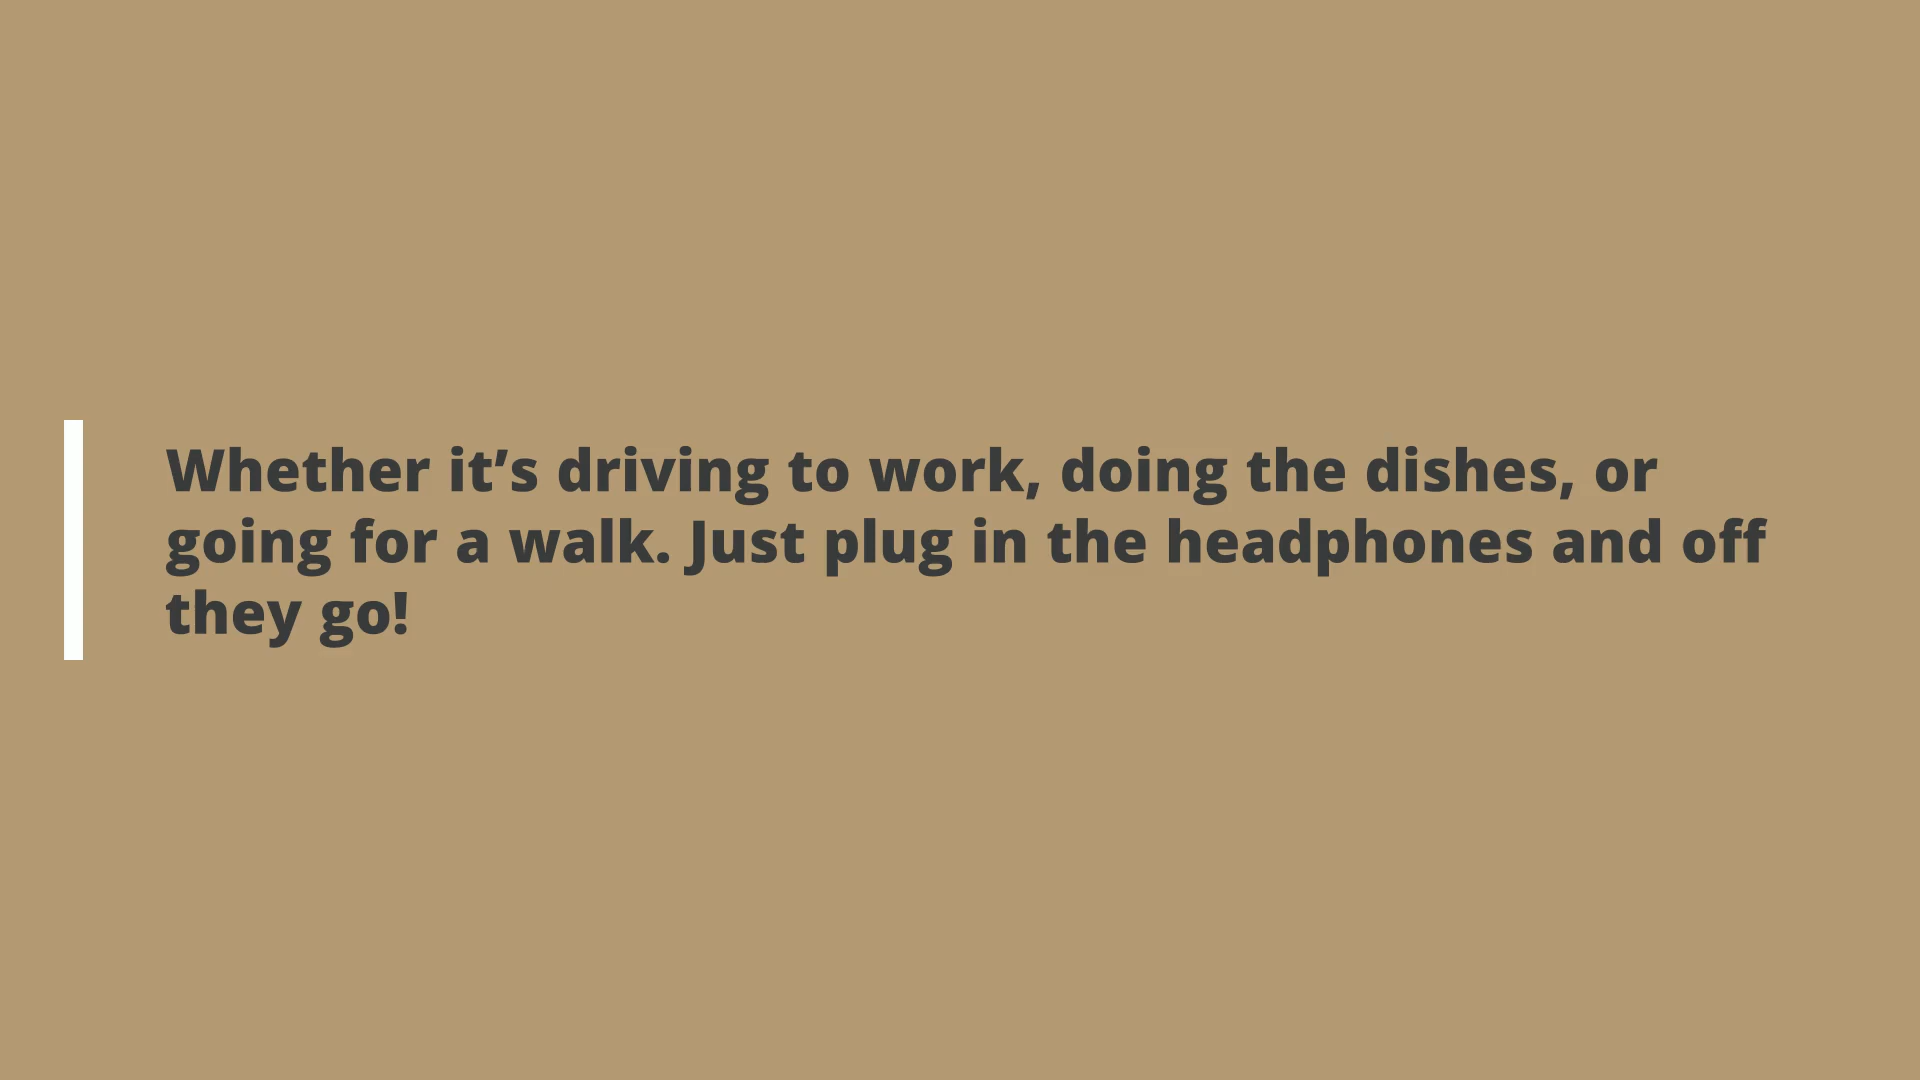 Whether it’s driving to work, doing the dishes, or
going for a walk. Just plug in the headphones and off
they go!